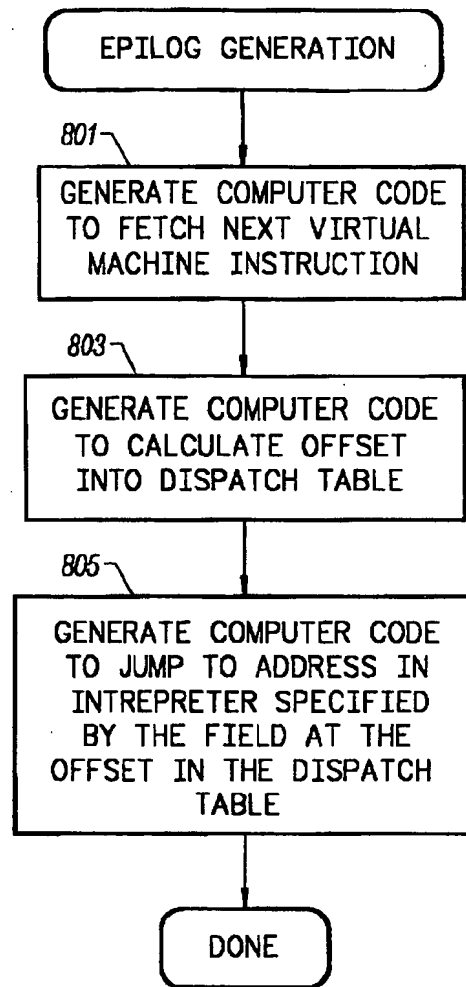 EPILOG GENERATION
801
GENERATE COMPUTER CODE
TO FETCH NEXT VIRTUAL
MACHINE INSTRUCTION
803
GENERATE COMPUTER CODE
TO CALCULATE OFFSET
INTO DISPATCH TABLE
805
GENERATE COMPUTER CODE
TO JUMP TO ADDRESS IN
INTREPRETER SPECIFIED
BY THE FIELD AT THE
OFFSET IN THE DISPATCH
TABLE
DONE